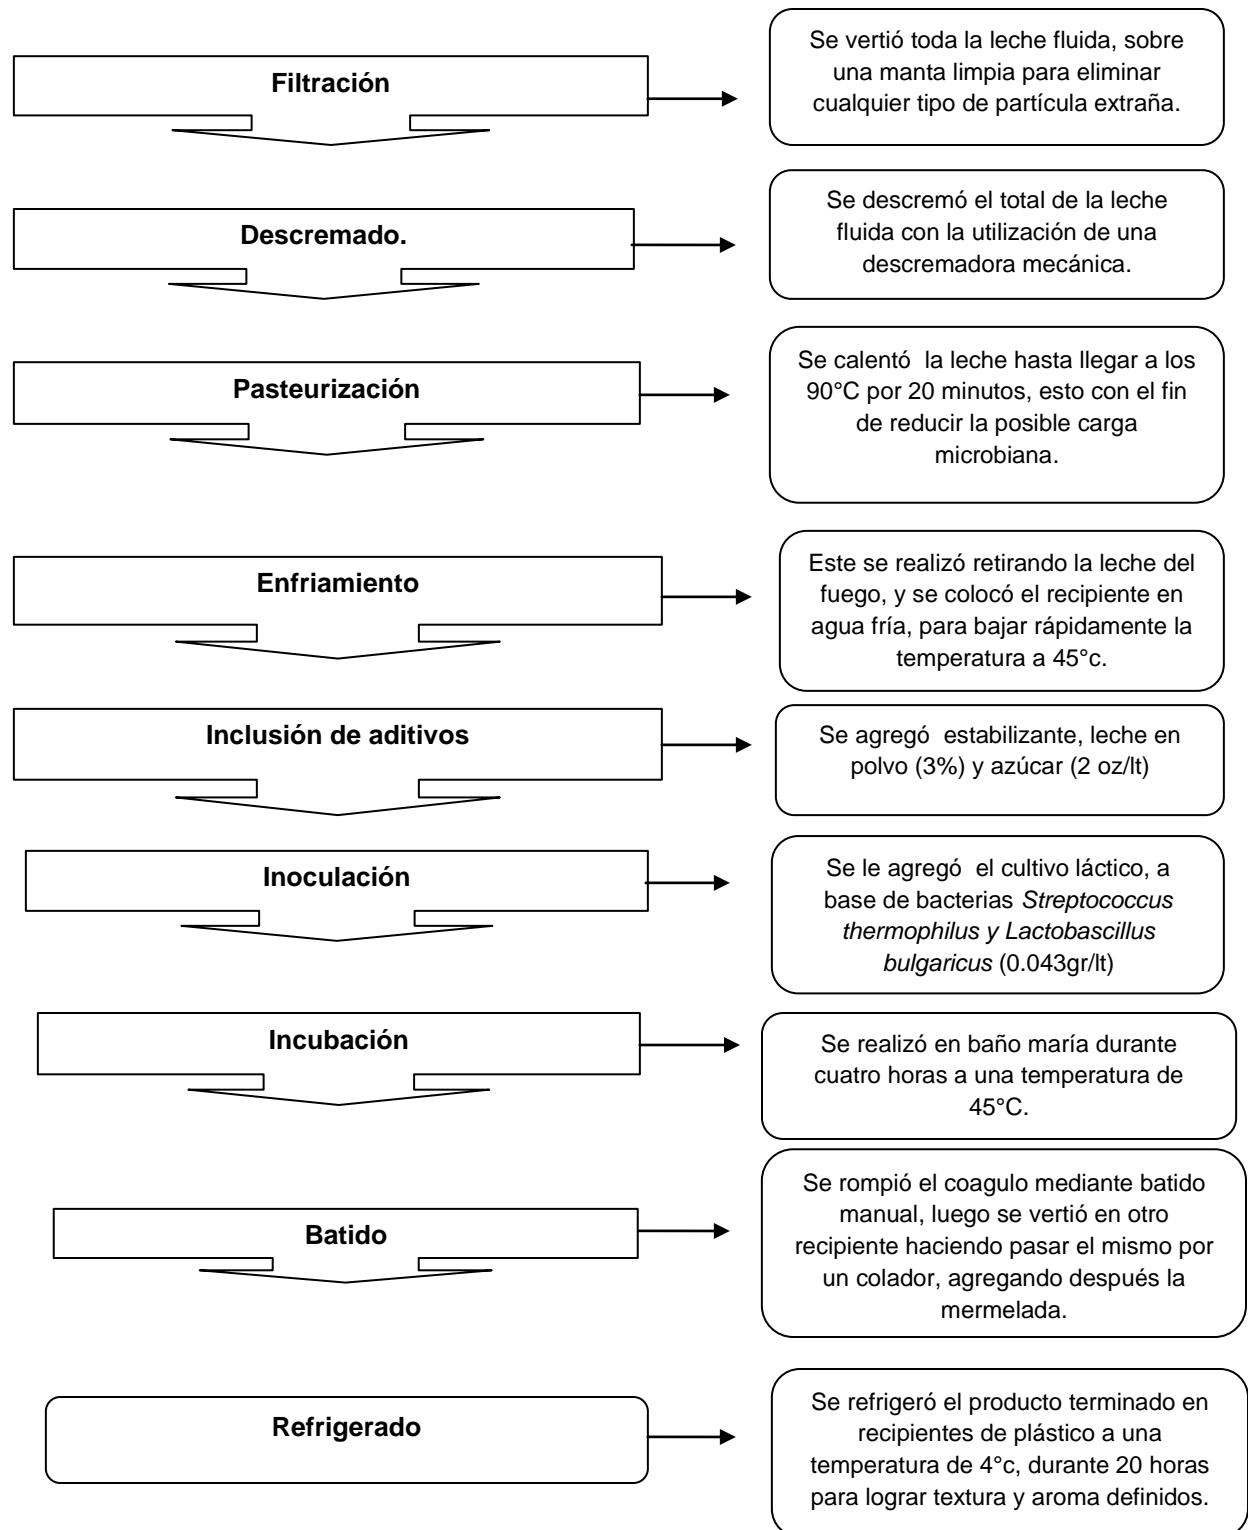 Filtración
Se vertió toda la leche fluida, sobre
una manta limpia para eliminar
cualquier tipo de partícula extraña.
Descremado.
Se descremó el total de la leche
fluida con la utilización de una
descremadora mecánica.
Pasteurización
Se calentó la leche hasta llegar a los
90°C por 20 minutos, esto con el fin
de reducir la posible carga
microbiana.
Enfriamiento
Este se realizó retirando la leche del
fuego, y se colocó el recipiente en
agua fría, para bajar rápidamente la
temperatura a 45°c.
Inclusión de aditivos
Se agregó estabilizante, leche en
polvo (3%) y azúcar (2 oz/lt)
Inoculación
Se le agregó el cultivo láctico, a
base de bacterias Streptococcus
thermophilus y Lactobascillus
bulgaricus (0.043gr/lt)
Incubación
Se realizó en baño maría durante
cuatro horas a una temperatura de
45°C.
Batido
Se rompió el coagulo mediante batido
manual, luego se vertió en otro
recipiente haciendo pasar el mismo por
un colador, agregando después la
mermelada.
Refrigerado
Se refrigeró el producto terminado en
recipientes de plástico a una
temperatura de 4°c, durante 20 horas
para lograr textura y aroma definidos.